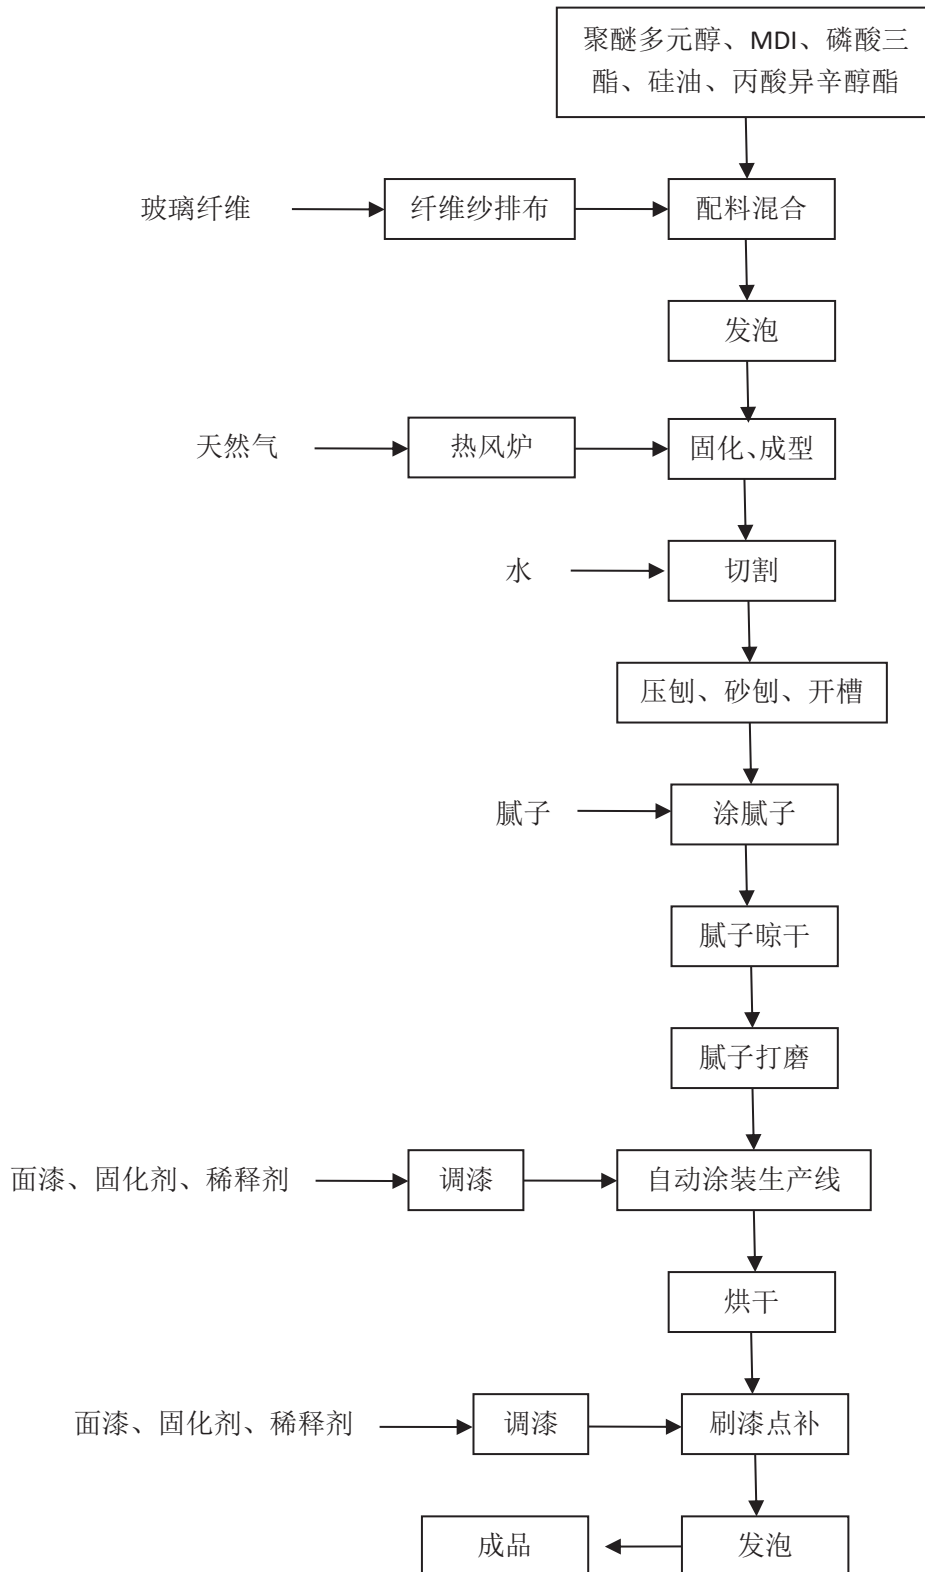 聚醚多元醇、MDI、磷酸三
酯、硅油、丙酸异辛醇酯
玻璃纤维
纤维纱排布
配料混合
发泡
天然气
热风炉
固化、成型
水
切割
压刨、砂刨、开槽
腻子
涂腻子
腻子晾干
腻子打磨
面漆、固化剂、稀释剂
调漆
自动涂装生产线
烘干
面漆、固化剂、稀释剂
调漆
刷漆点补
成品
发泡